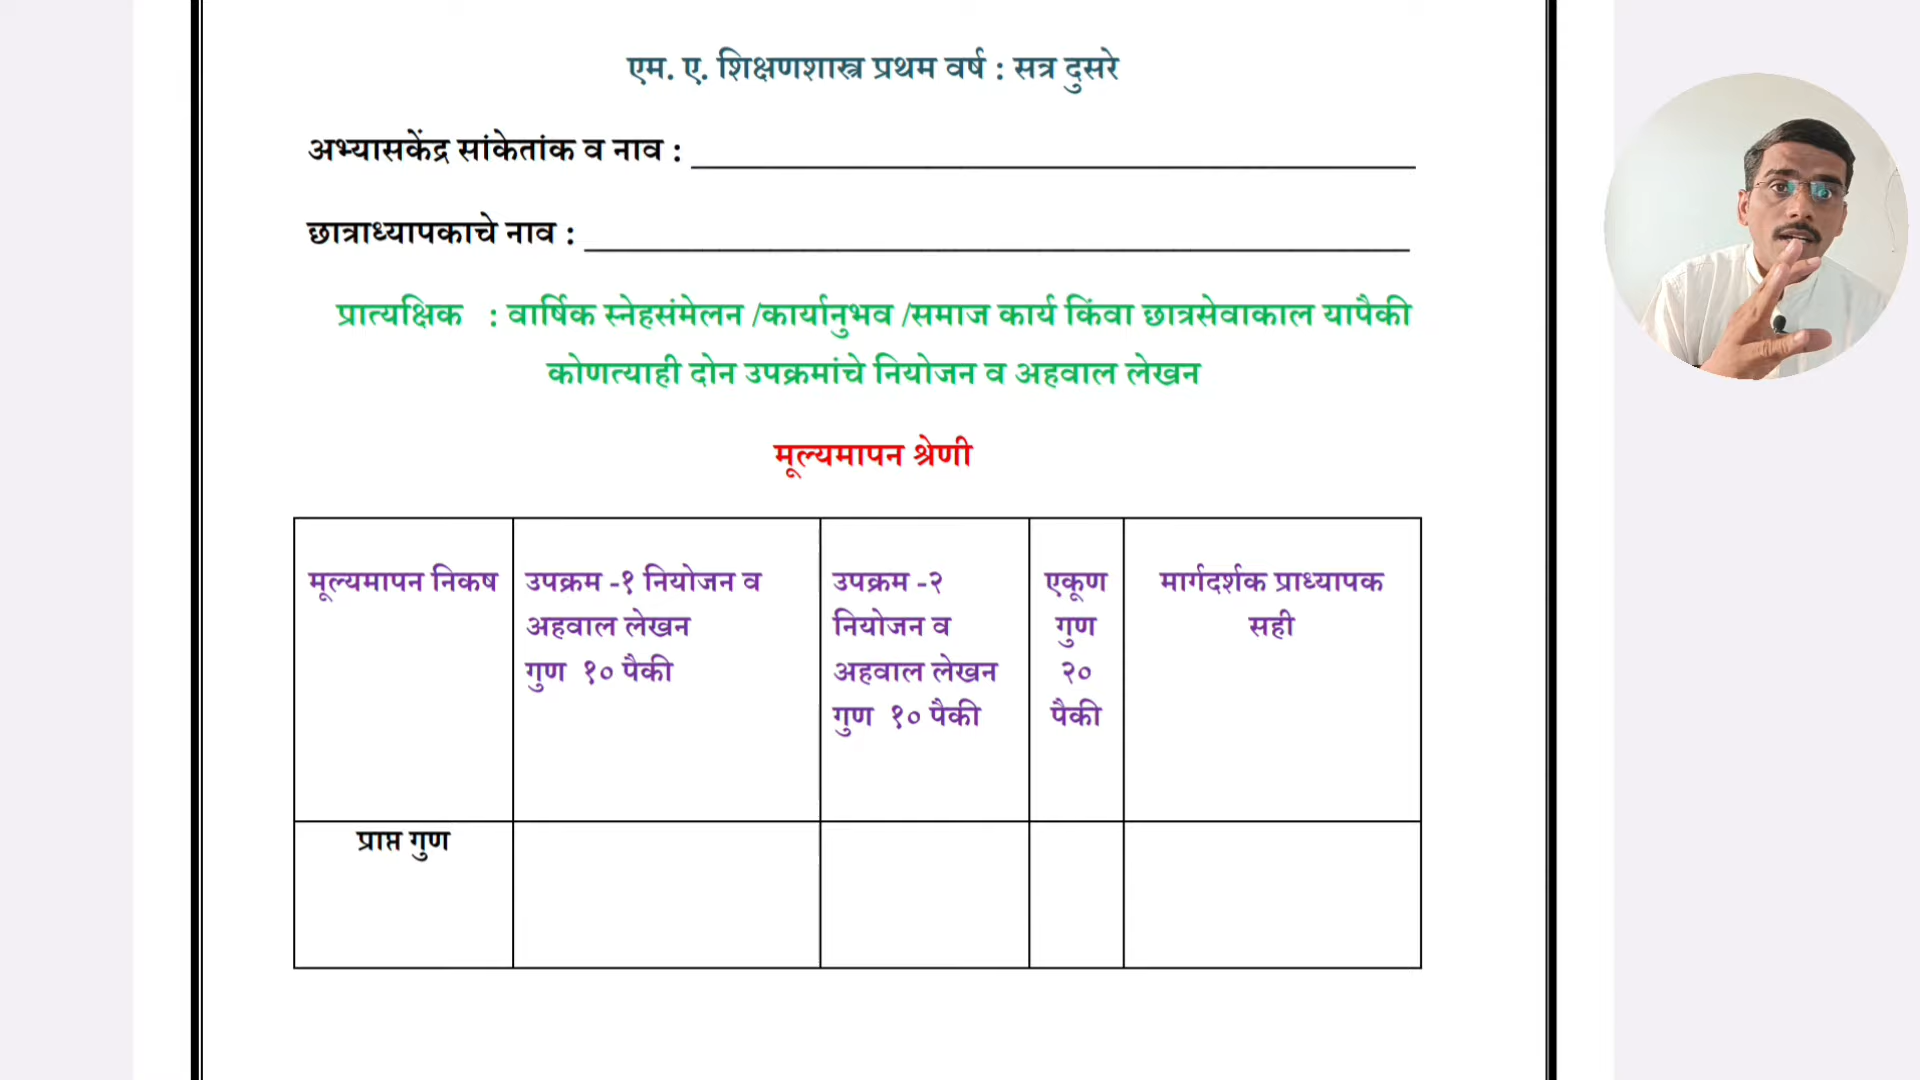 एम. ए. शिक्षणशास्त्र प्रथम वर्ष : सत्र दुसरे
अभ्यासकेंद्र सांकेतांक व नाव : ________________________________
छात्राध्यापकाचे नाव : ____________________________________
प्रात्यक्षिक : वार्षिक स्नेहसंमेलन /कार्यानुभव /समाज कार्य किंवा छात्रसेवाकाल यापैकी
कोणत्याही दोन उपक्रमांचे नियोजन व अहवाल लेखन
मूल्यमापन श्रेणी
मूल्यमापन निकष
उपक्रम -१ नियोजन व
अहवाल लेखन
गुण १० पैकी
उपक्रम -२
नियोजन व
अहवाल लेखन
गुण १० पैकी
एकूण
गुण
२०
पैकी
मार्गदर्शक प्राध्यापक
सही
प्राप्त गुण